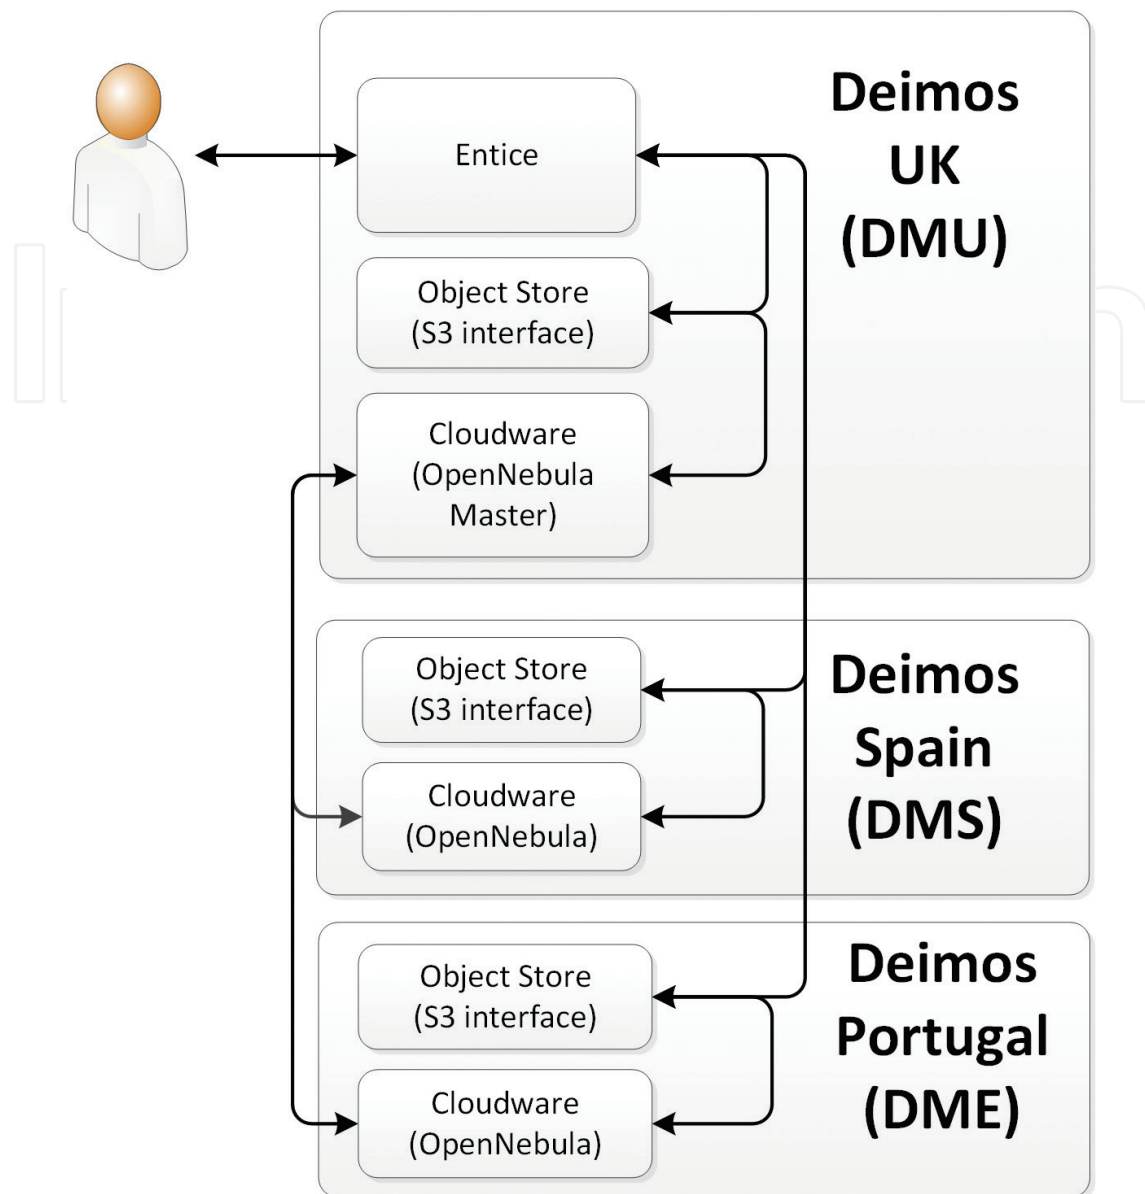 Deimos
UK
(DMU)
Entice
Object Store
(S3 interface)
Cloudware
(OpenNebula
Master)
Deimos
Spain
(DMS)
Object Store
(S3 interface)
Cloudware
(OpenNebula)
Deimos
Portugal
(DME)
Object Store
(S3 interface)
Cloudware
(OpenNebula)